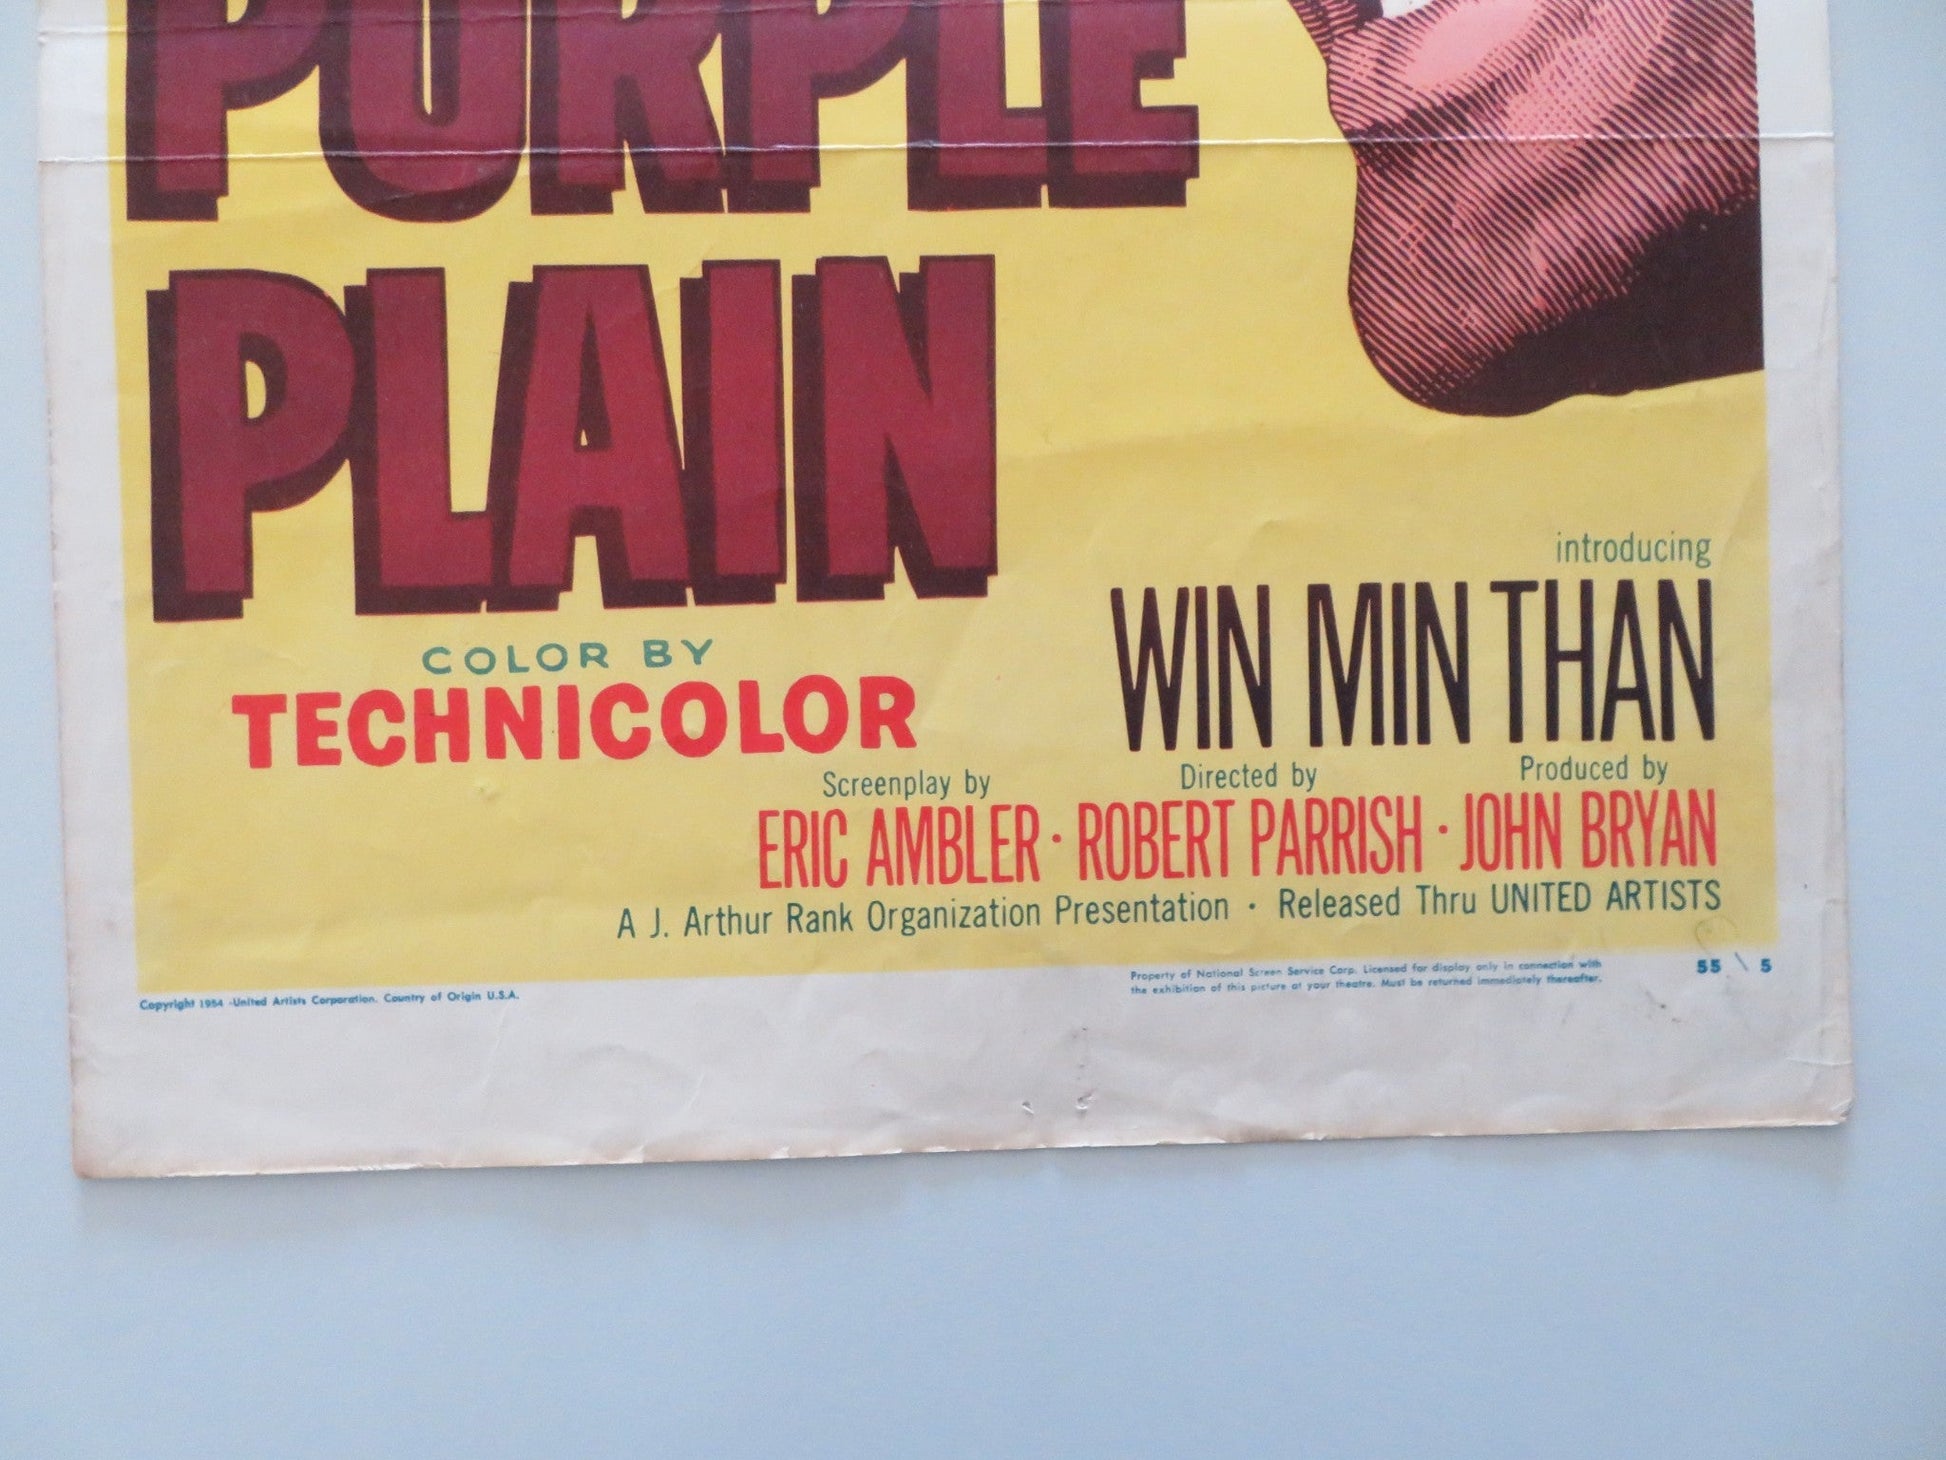 PURPLE
PLAIN
COLOR BY
TECHNICOLOR
introducing
WIN MIN THAN
Screenplay by Directed by Produced by
ERIC AMBLER · ROBERT PARRISH · JOHN BRYAN
A J. Arthur Rank Organization Presentation · Released Thru UNITED ARTISTS
Copyright 1954 -United Artists Corporation. Country of Origin U.S.A.
Property of National Screen Service Corp. Licensed for display only in connection with
the exhibition of this picture at your theatre. Must be returned immediately thereafter.
55 \ 5